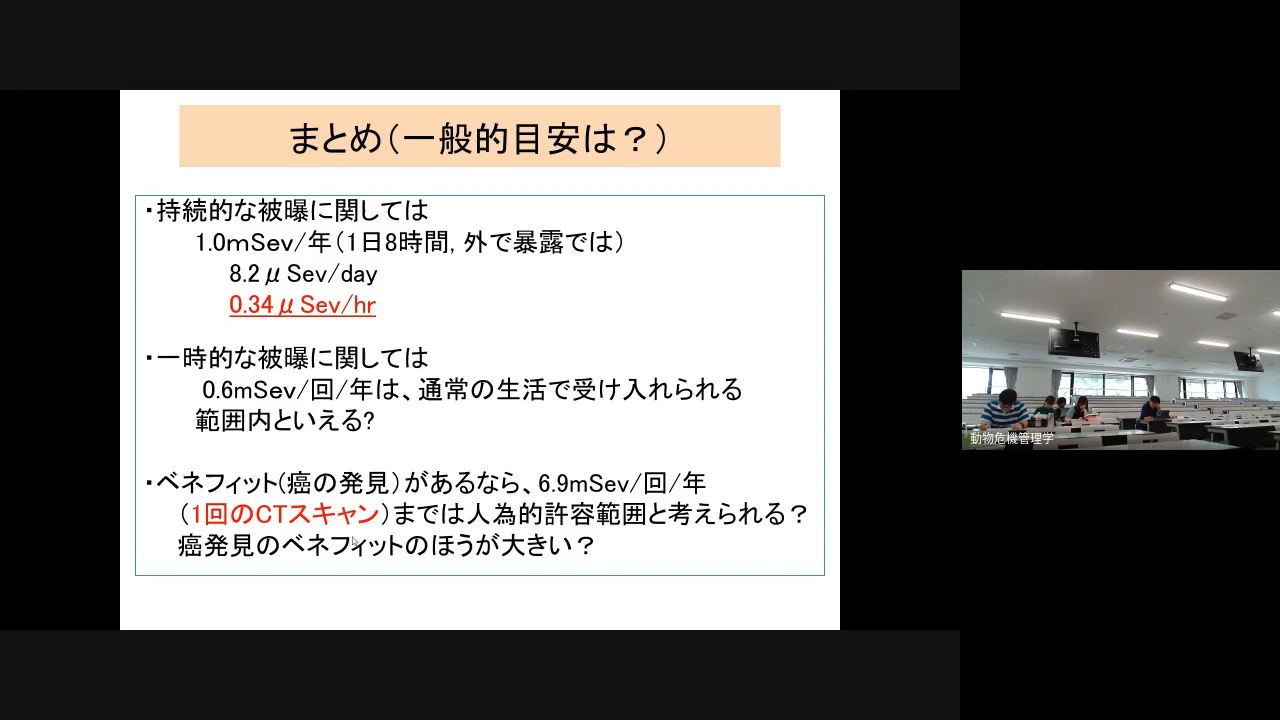 まとめ（一般的目安は？）
・持続的な被曝に関しては
1.0mSev/年（1日8時間, 外で暴露では）
8.2μSev/day
0.34μSev/hr
・一時的な被曝に関しては
0.6mSev/回/年は、通常の生活で受け入れられる
範囲内といえる?
・ベネフィット(癌の発見）があるなら、6.9mSev/回/年
（1回のCTスキャン）までは人為的許容範囲と考えられる？
癌発見のベネフィットのほうが大きい？
動物危機管理学